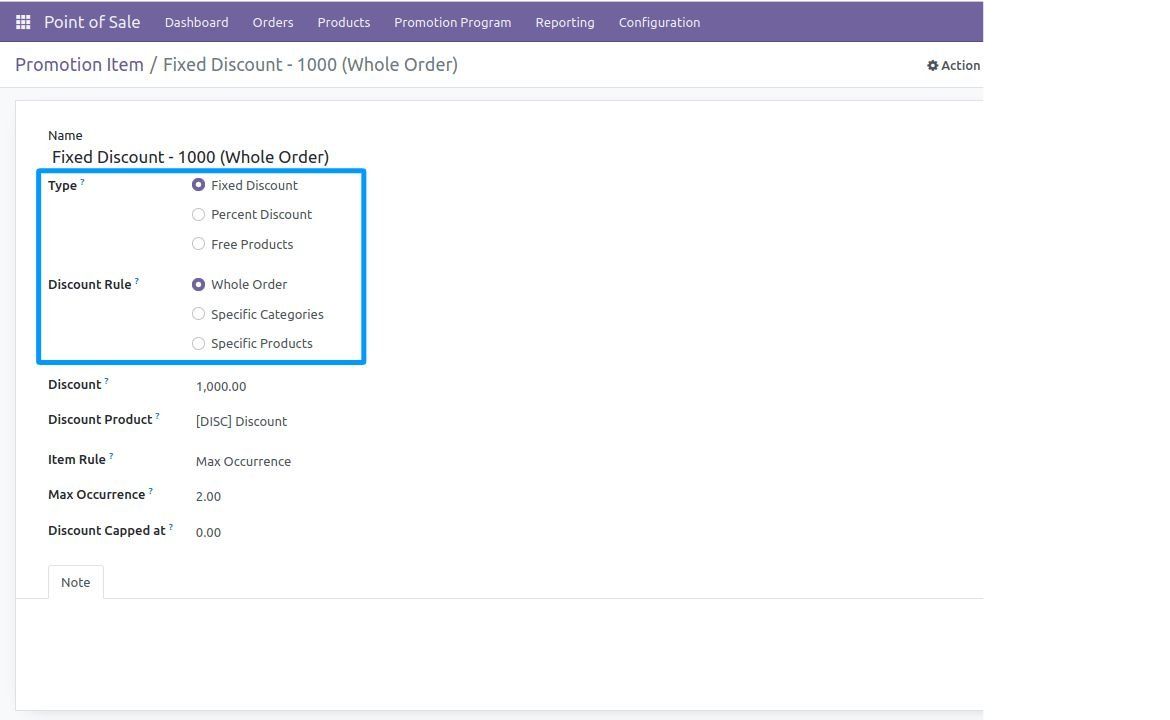 Point of Sale Dashboard Orders Products Promotion Program Reporting Configuration
Promotion Item / Fixed Discount - 1000 (Whole Order) Action
Name
Fixed Discount - 1000 (Whole Order)
Type ? Fixed Discount
Percent Discount
Free Products
Discount Rule ? Whole Order
Specific Categories
Specific Products
Discount ? 1,000.00
Discount Product ? [DISC] Discount
Item Rule ? Max Occurrence
Max Occurrence ? 2.00
Discount Capped at ? 0.00
Note